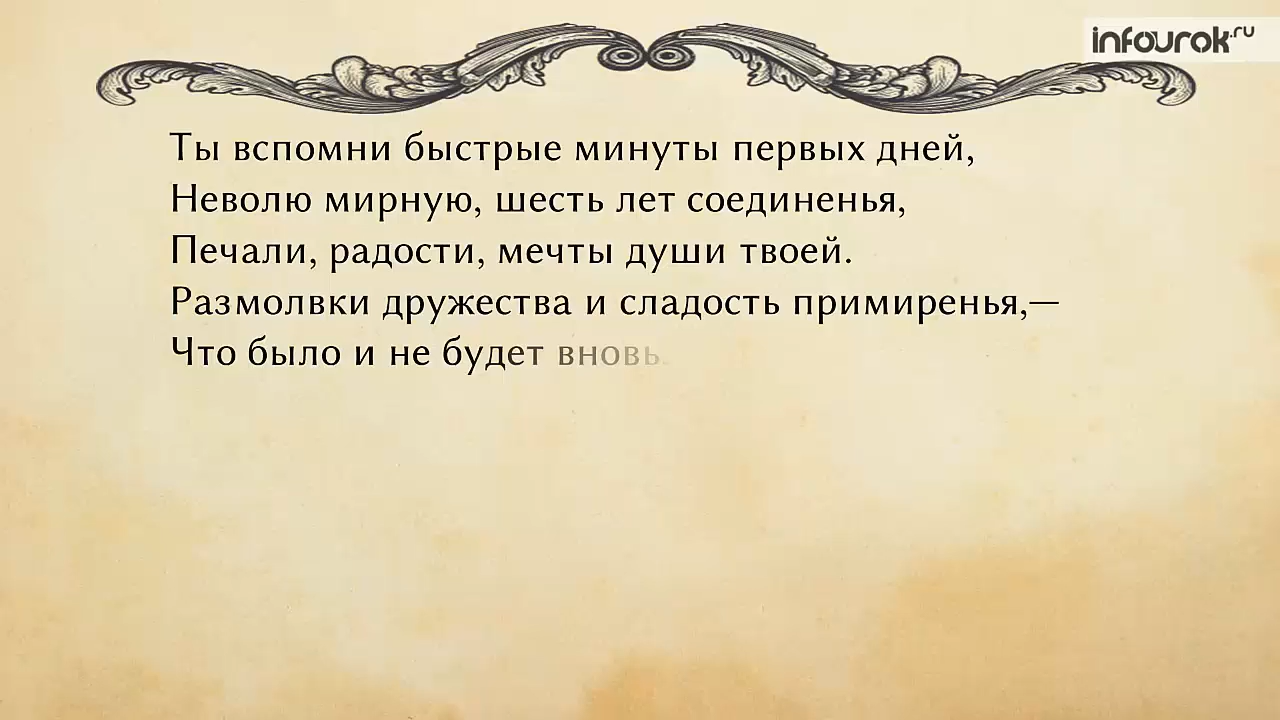 infourok.ru
Ты вспомни быстрые минуты первых дней,
Неволю мирную, шесть лет соединенья,
Печали, радости, мечты души твоей.
Размолвки дружества и сладость примиренья,—
Что было и не будет вновь.